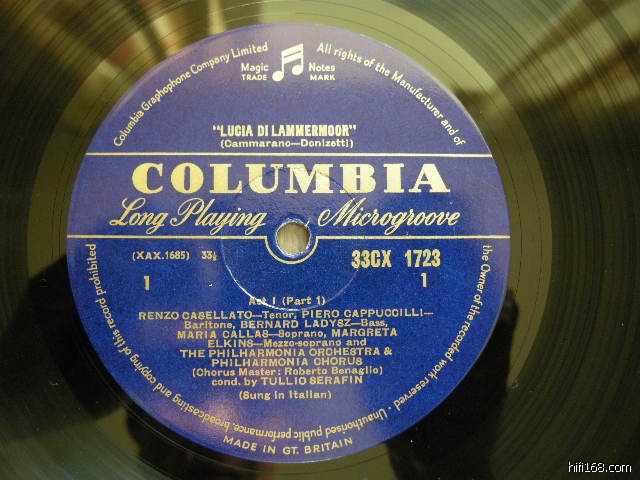 Columbia Graphophone Company Limited
All rights of the Manufacturer and of
the Owner of the recorded work reserved
Unauthorised public performance, broadcasting and copying of this record prohibited
Magic Notes
TRADE MARK
"LUCIA DI LAMMERMOOR"
(Cammarano—Donizetti)
COLUMBIA
Long Playing Microgroove
(XAX.1685) 33⅓ 33CX 1723
1 1
Act I (Part 1)
RENZO CASELLATO—Tenor, PIERO CAPPUCCILLI—
Baritone, BERNARD LADYSZ—Bass,
MARIA CALLAS—Soprano, MARGRETA
ELKINS—Mezzo-soprano and
THE PHILHARMONIA ORCHESTRA &
PHILHARMONIA CHORUS
(Chorus Master: Roberto Benaglio)
cond. by TULLIO SERAFIN
(Sung in Italian)
MADE IN GT. BRITAIN
hifi168.com